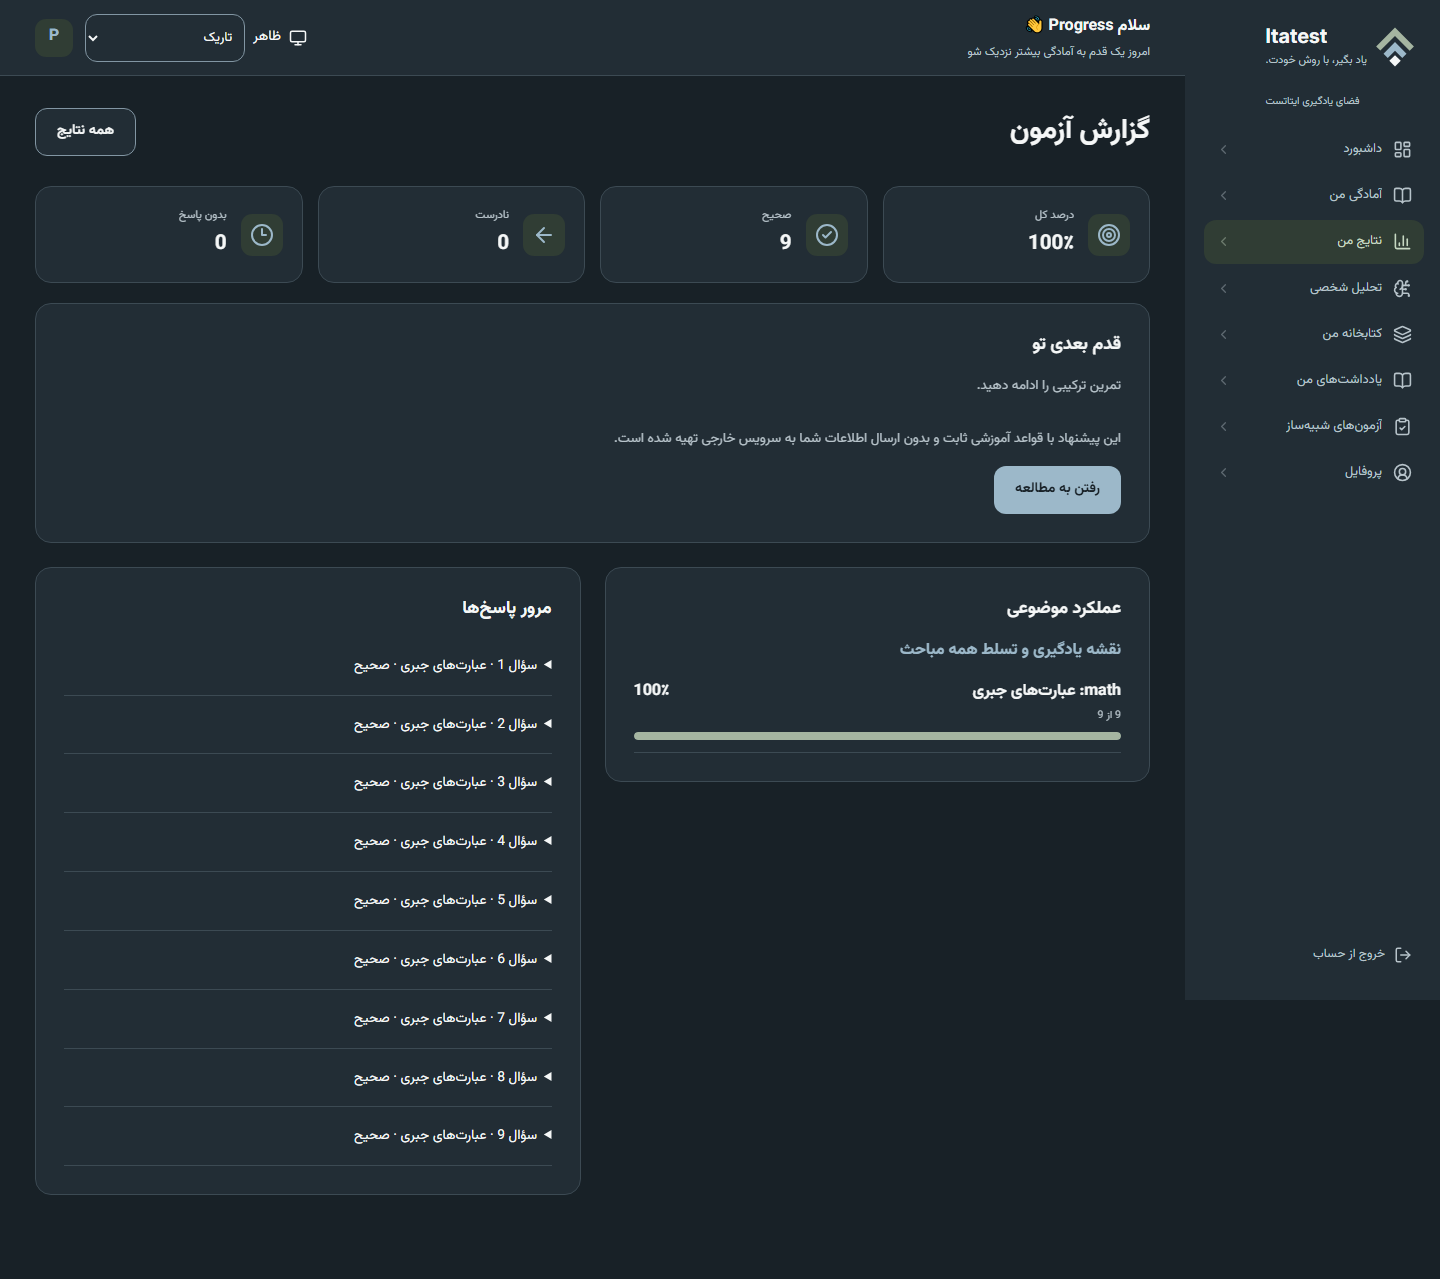 Itatest
یاد بگیر، با روش خودت.
فضای یادگیری ایتاتست
داشبورد
آمادگی من
نتایج من
تحلیل شخصی
کتابخانه من
یادداشت‌های من
آزمون‌های شبیه‌ساز
پروفایل
خروج از حساب
سلام Progress 👋
امروز یک قدم به آمادگی بیشتر نزدیک شو
ظاهر
تاریک
P
گزارش آزمون
همه نتایج
درصد کل
100٪
صحیح
9
نادرست
0
بدون پاسخ
0
قدم بعدی تو
تمرین ترکیبی را ادامه دهید.
این پیشنهاد با قواعد آموزشی ثابت و بدون ارسال اطلاعات شما به سرویس خارجی تهیه شده است.
رفتن به مطالعه
عملکرد موضوعی
نقشه یادگیری و تسلط همه مباحث
math: عبارت‌های جبری
100٪
9 از 9
مرور پاسخ‌ها
سؤال 1 · عبارت‌های جبری · صحیح
سؤال 2 · عبارت‌های جبری · صحیح
سؤال 3 · عبارت‌های جبری · صحیح
سؤال 4 · عبارت‌های جبری · صحیح
سؤال 5 · عبارت‌های جبری · صحیح
سؤال 6 · عبارت‌های جبری · صحیح
سؤال 7 · عبارت‌های جبری · صحیح
سؤال 8 · عبارت‌های جبری · صحیح
سؤال 9 · عبارت‌های جبری · صحیح